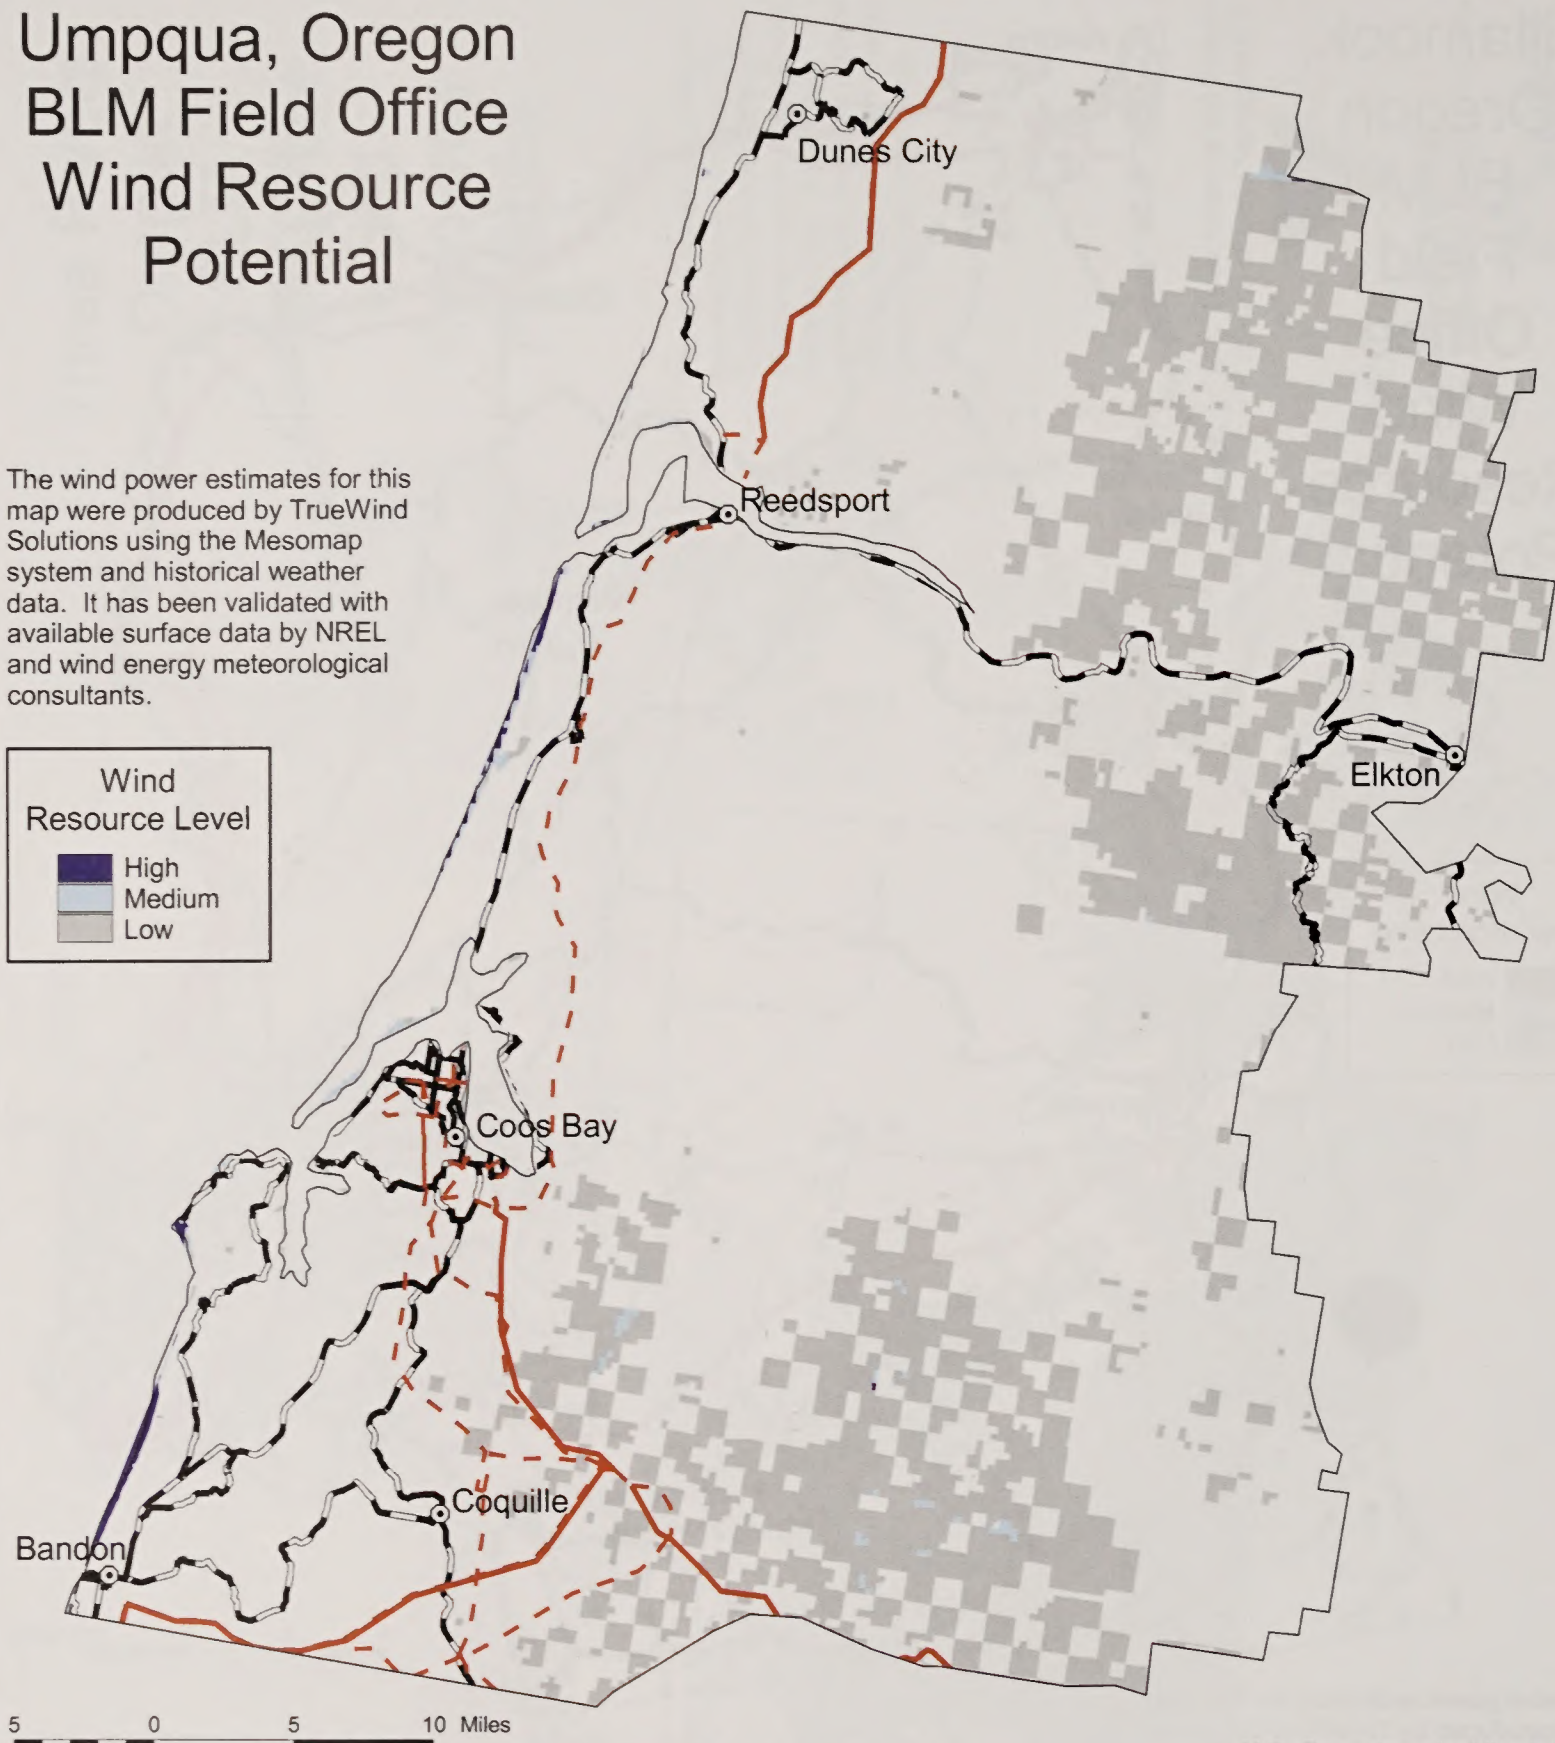 Umpqua, Oregon
BLM Field Office
Wind Resource
Potential
Dunes City
The wind power estimates for this
map were produced by TrueWind
Solutions using the Mesomap
system and historical weather
data. It has been validated with
available surface data by NREL
and wind energy meteorological
consultants.
Reedsport
Wind
Resource Level
High
Medium
Low
Elkton
Coos Bay
Coquille
Bandon
5 0 5 10 Miles